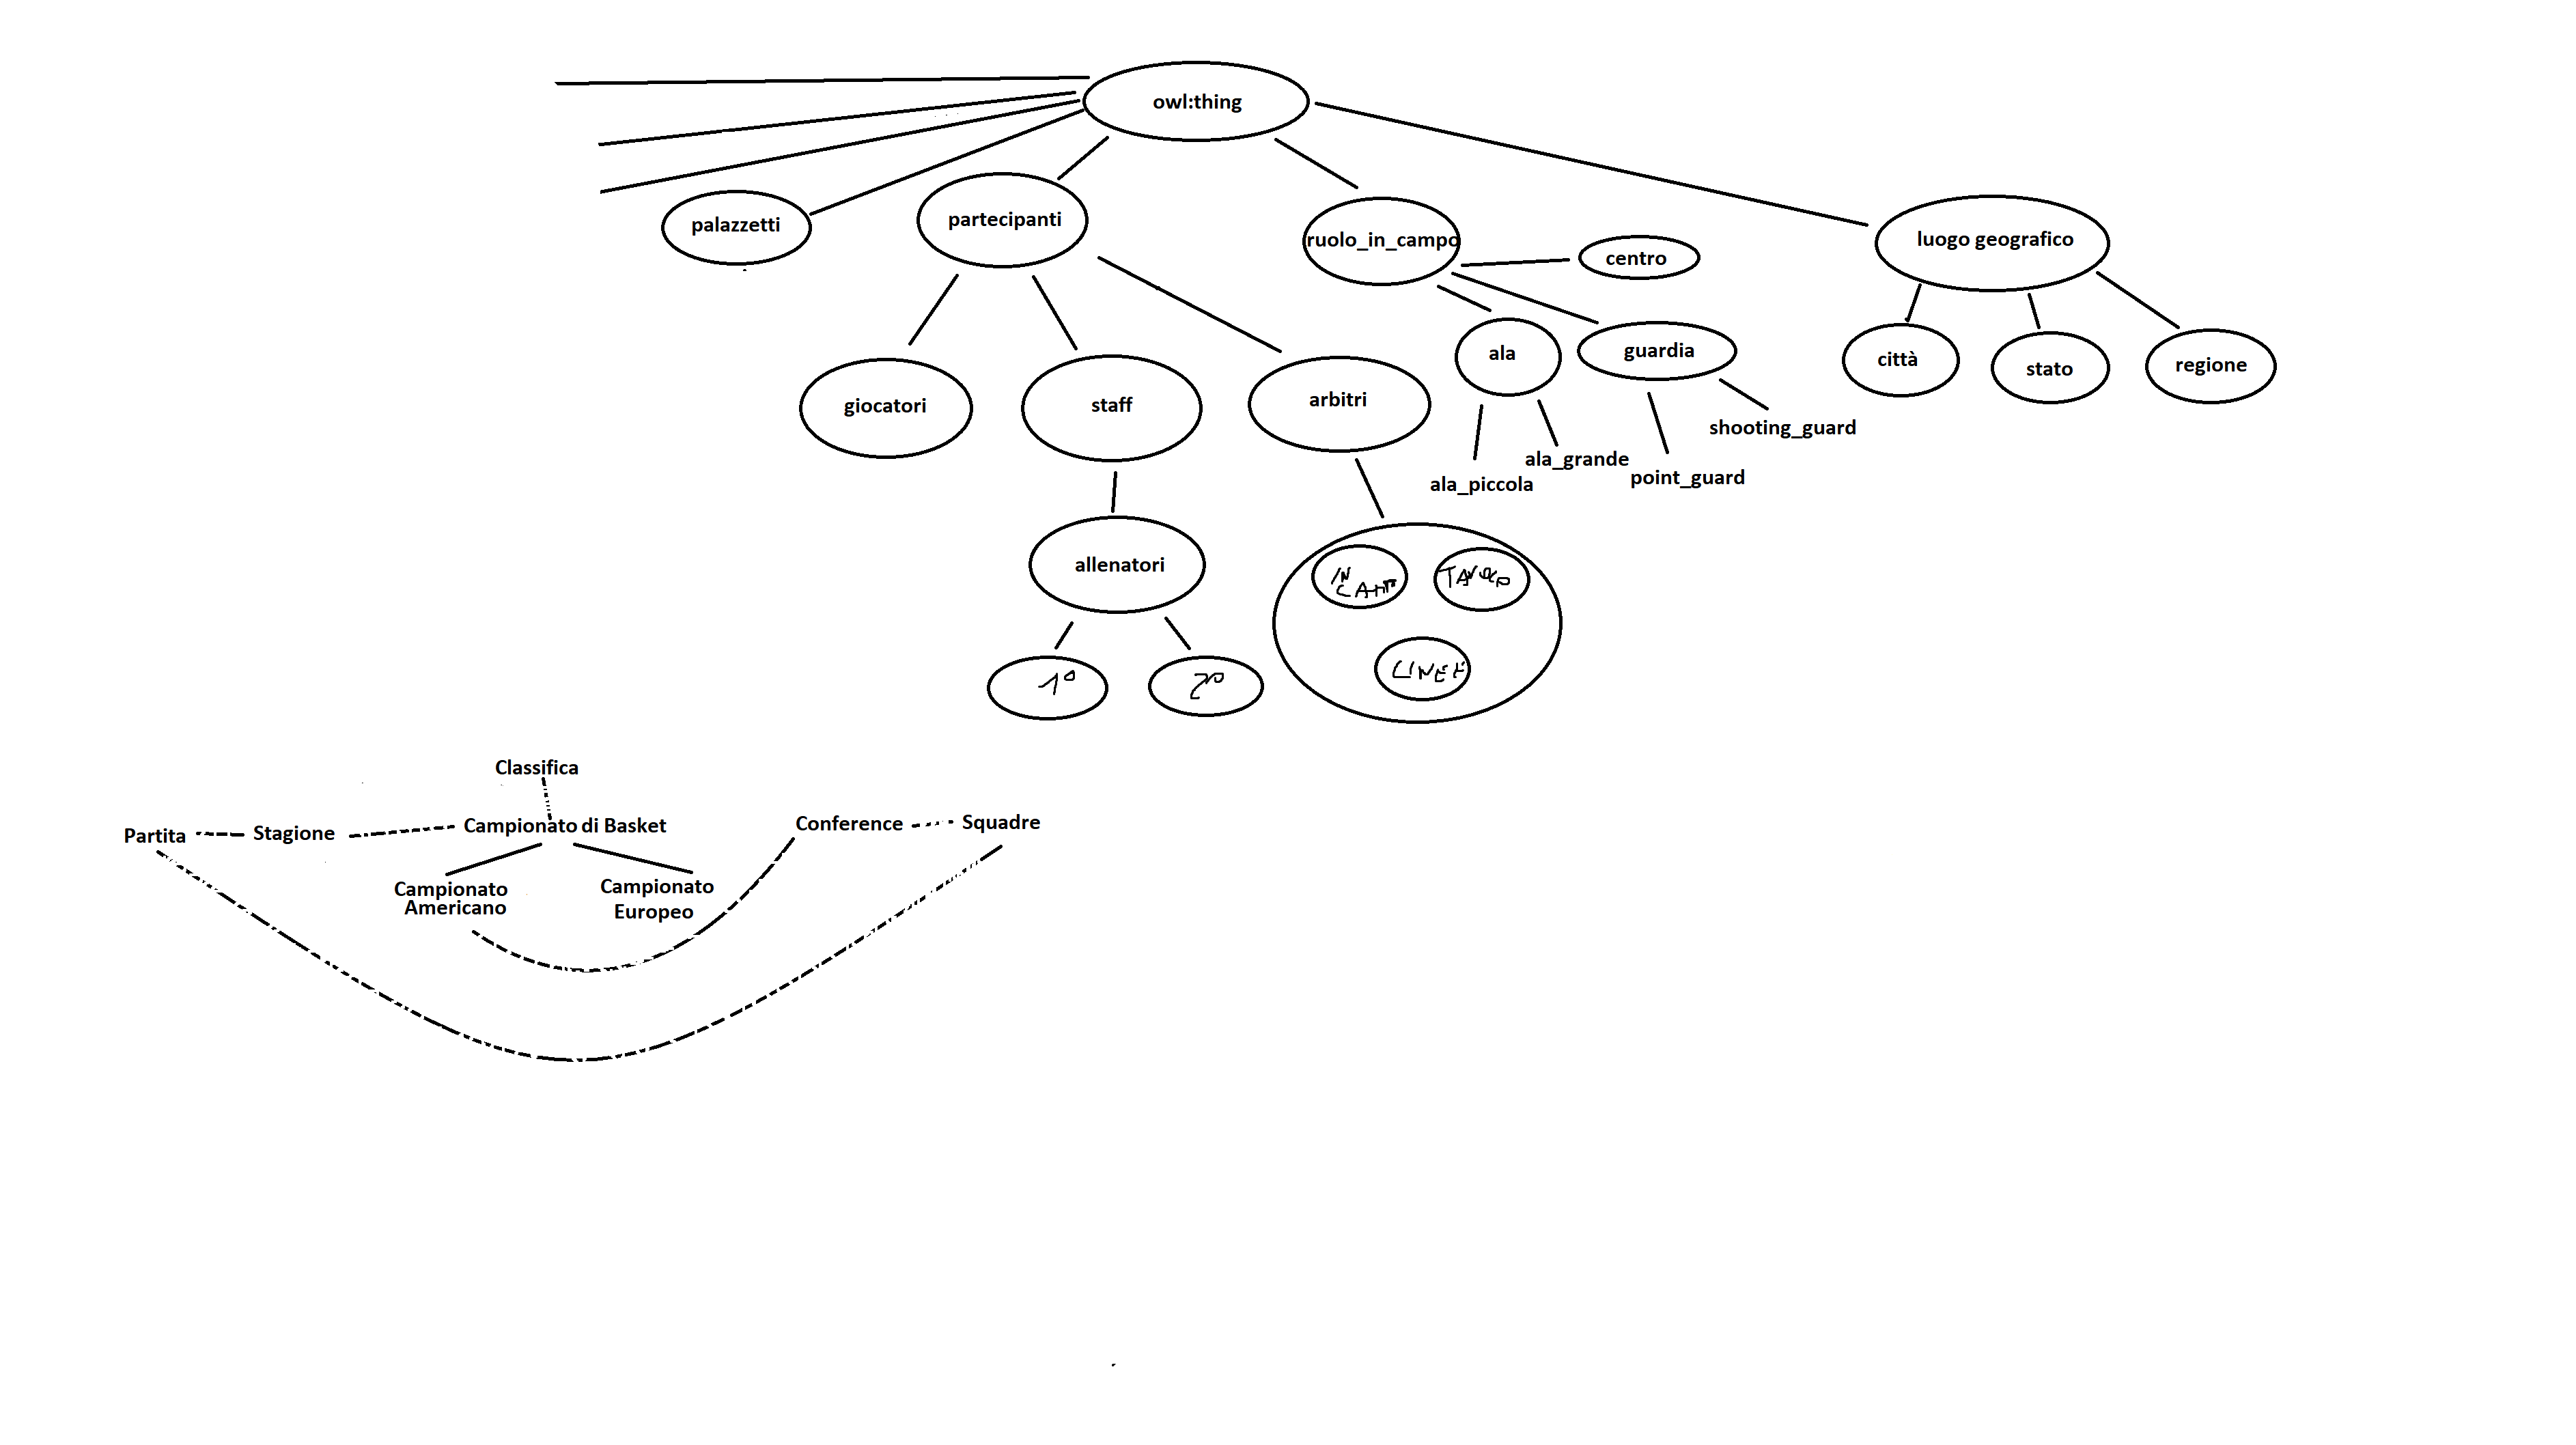 owl:thing
palazzetti
partecipanti
ruolo_in_campo
centro
luogo geografico
giocatori
staff
arbitri
ala
guardia
città
stato
regione
shooting_guard
ala_grande
point_guard
ala_piccola
allenatori
IN
CAMPO
TAVOLO
LINEE
1°
2°
Classifica
Partita
Stagione
Campionato di Basket
Conference
Squadre
Campionato
Americano
Campionato
Europeo